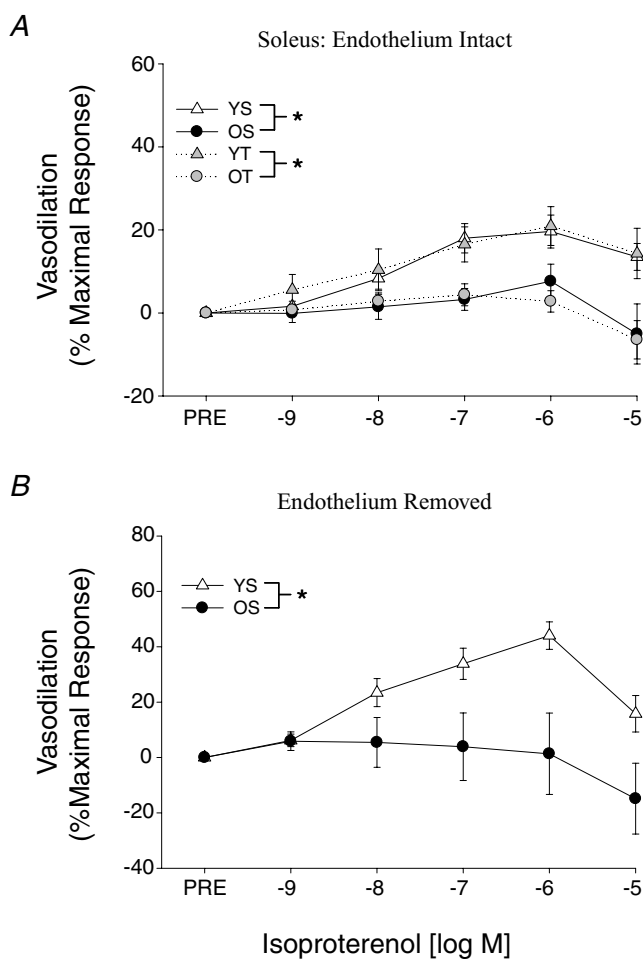 A
Soleus: Endothelium Intact
60
40
20
0
-20
YS
OS
YT
OT
*
*
Vasodilation
(% Maximal Response)
PRE -9 -8 -7 -6 -5
B
Endothelium Removed
80
60
40
20
0
-20
-40
YS
OS
*
Vasodilation
(%Maximal Response)
PRE -9 -8 -7 -6 -5
Isoproterenol [log M]